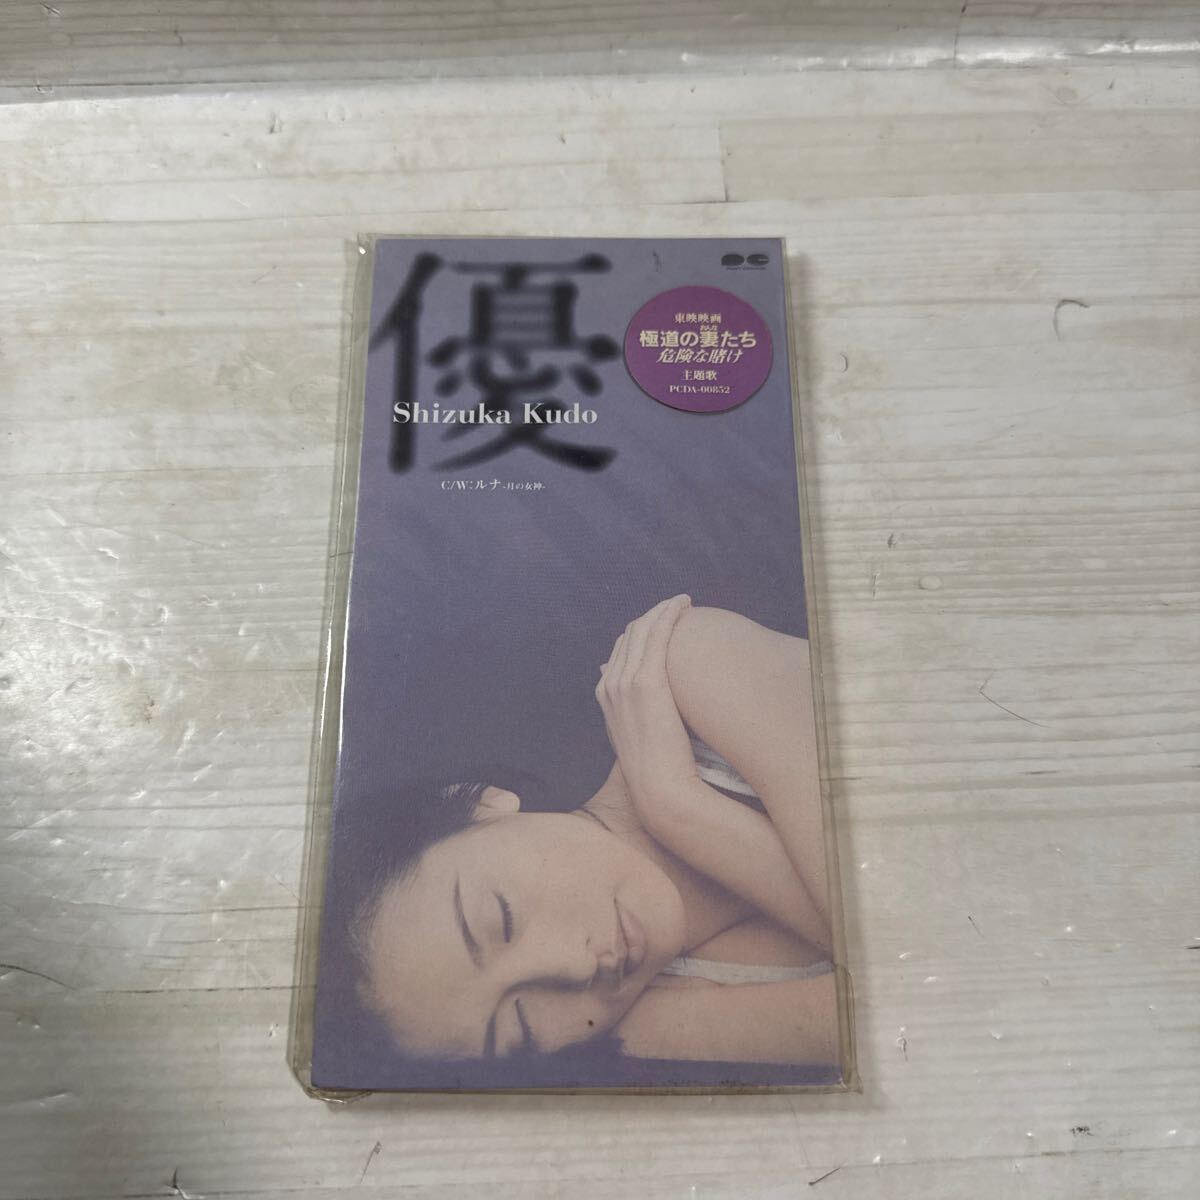 優
Shizuka Kudo
C/W:ルナ-月の女神-
東映映画
おんな
極道の妻たち
危険な賭け
主題歌
PCDA-00852